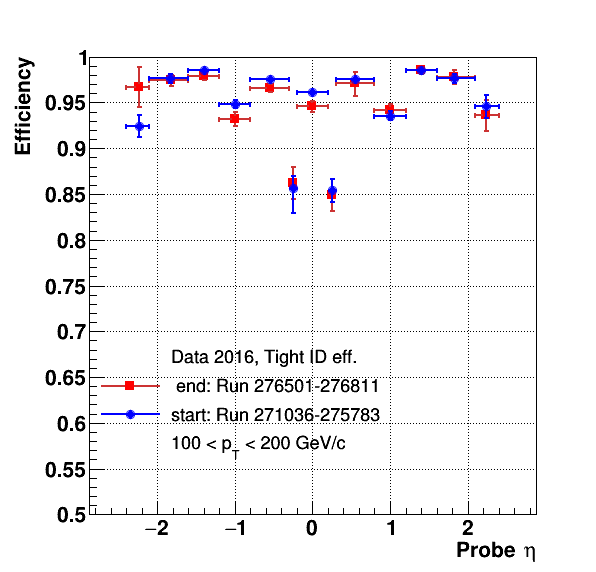 Efficiency
1
0.95
0.9
0.85
0.8
0.75
0.7
0.65
0.6
0.55
0.5
Data 2016, Tight ID eff.
end: Run 276501-276811
start: Run 271036-275783
100 < p_T < 200 GeV/c
−2 −1 0 1 2
Probe η